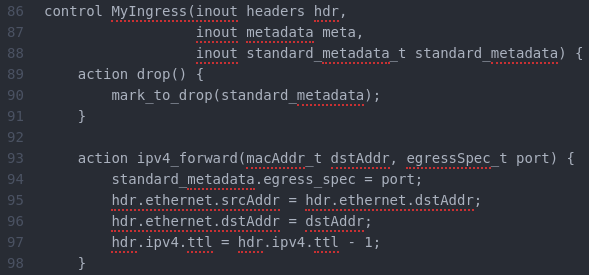 86 control MyIngress(inout headers hdr,
87                   inout metadata meta,
88                   inout standard_metadata_t standard_metadata) {
89     action drop() {
90         mark_to_drop(standard_metadata);
91     }
92
93     action ipv4_forward(macAddr_t dstAddr, egressSpec_t port) {
94         standard_metadata.egress_spec = port;
95         hdr.ethernet.srcAddr = hdr.ethernet.dstAddr;
96         hdr.ethernet.dstAddr = dstAddr;
97         hdr.ipv4.ttl = hdr.ipv4.ttl - 1;
98     }